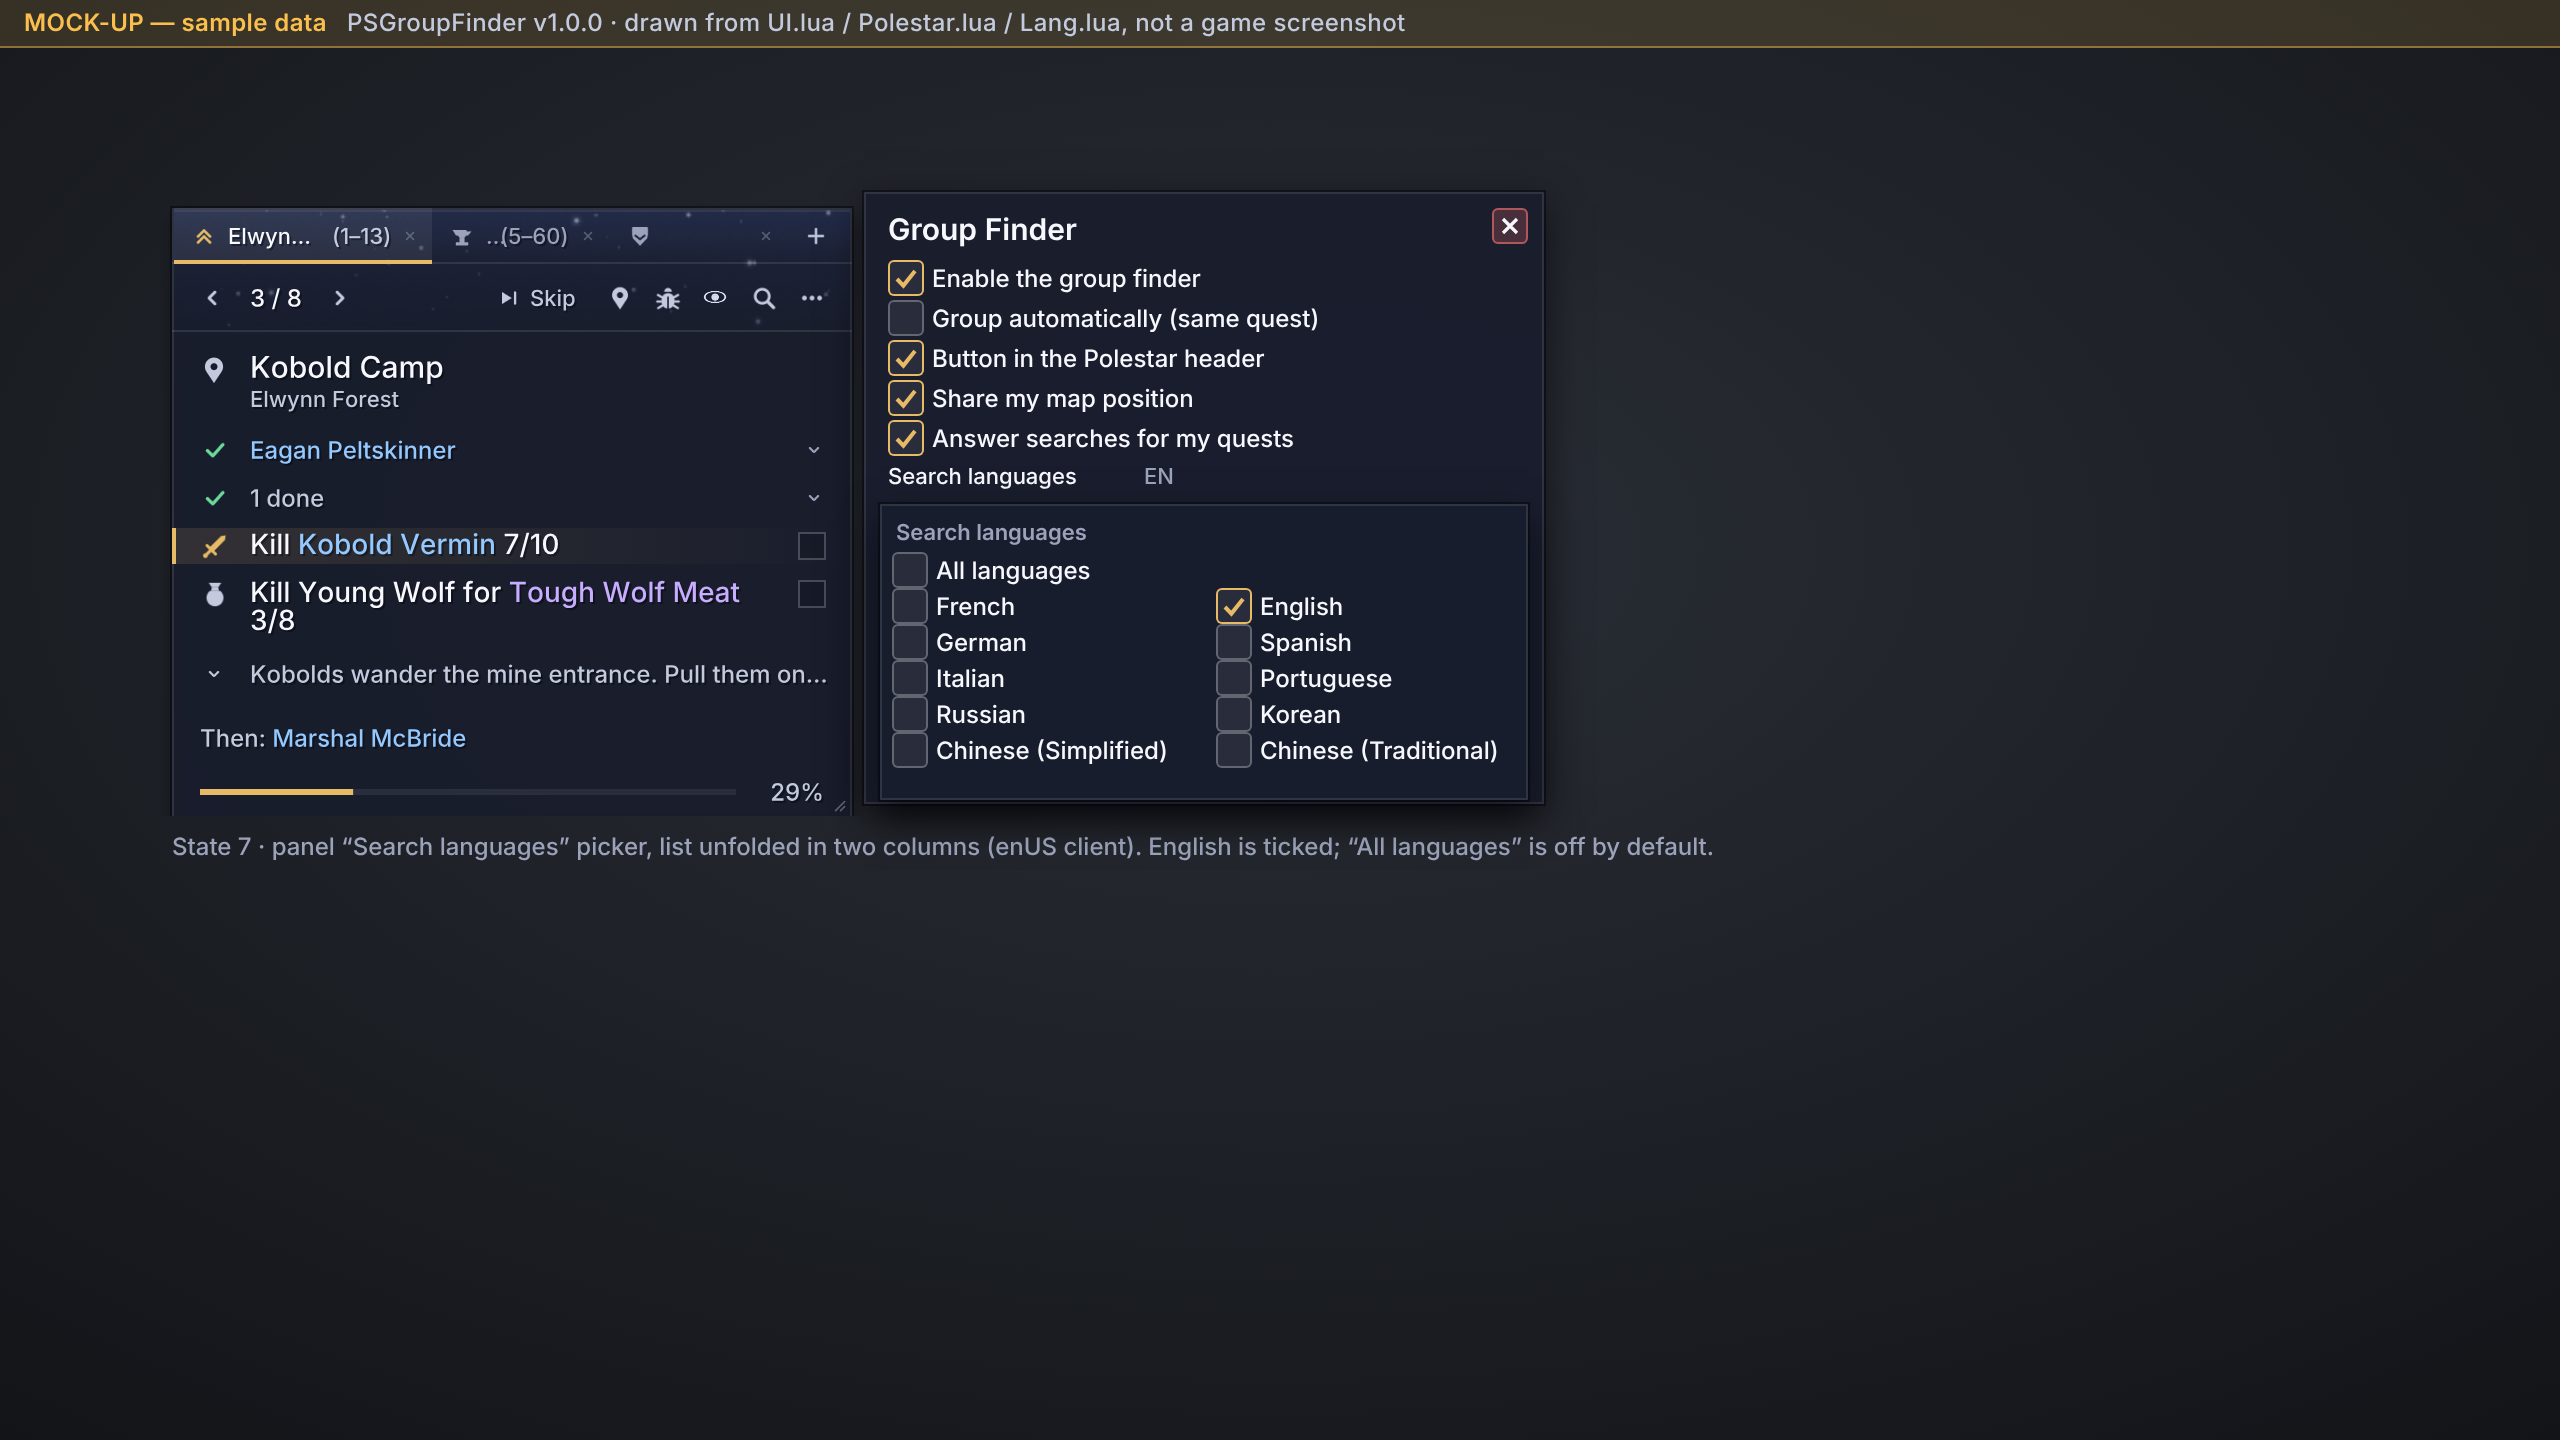 MOCK-UP — sample data PSGroupFinder v1.0.0 · drawn from UI.lua / Polestar.lua / Lang.lua, not a game screenshot
Elwyn... (1–13) × ...(5–60) × × +
3 / 8 Skip
Kobold Camp
Elwynn Forest
Eagan Peltskinner
1 done
Kill Kobold Vermin 7/10
Kill Young Wolf for Tough Wolf Meat
3/8
Kobolds wander the mine entrance. Pull them on...
Then: Marshal McBride
29%
Group Finder
Enable the group finder
Group automatically (same quest)
Button in the Polestar header
Share my map position
Answer searches for my quests
Search languages EN
Search languages
All languages
French English
German Spanish
Italian Portuguese
Russian Korean
Chinese (Simplified) Chinese (Traditional)
State 7 · panel “Search languages” picker, list unfolded in two columns (enUS client). English is ticked; “All languages” is off by default.